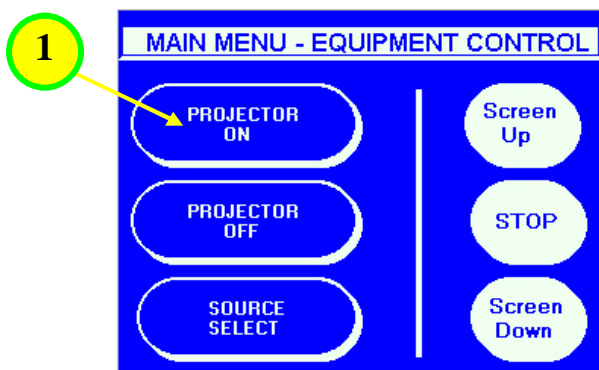 1
MAIN MENU - EQUIPMENT CONTROL
PROJECTOR
ON
Screen
Up
PROJECTOR
OFF
STOP
SOURCE
SELECT
Screen
Down